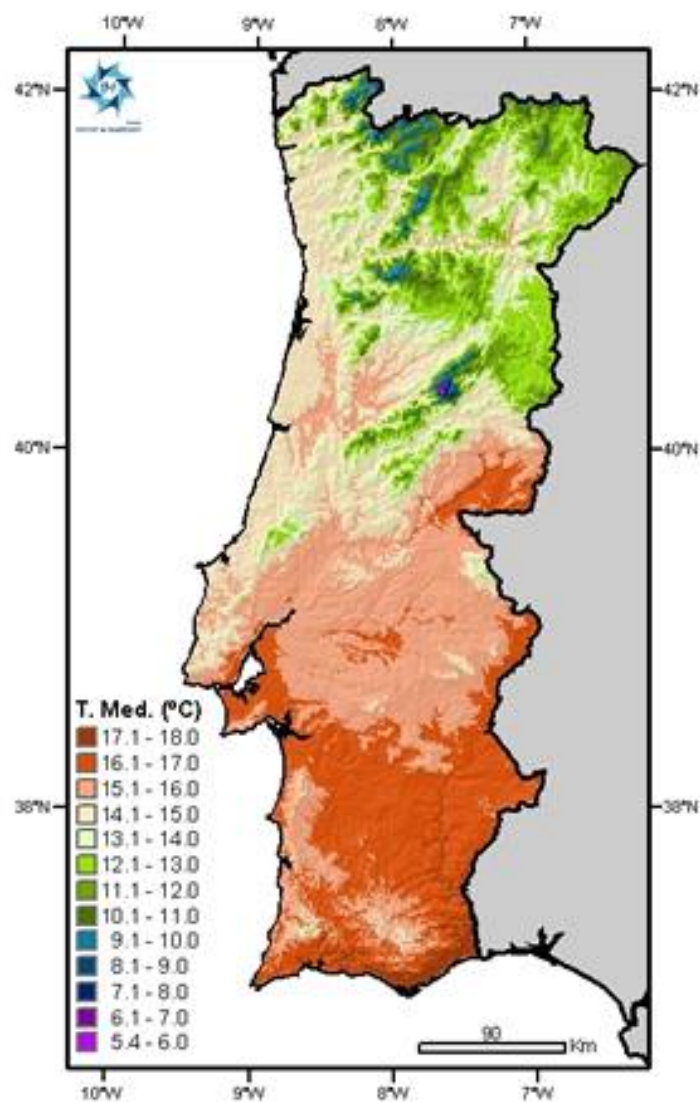 10°W 9°W 8°W 7°W
42°N 42°N
40°N 40°N
T. Med. (ºC)
17.1 - 18.0
16.1 - 17.0
15.1 - 16.0
14.1 - 15.0
13.1 - 14.0
12.1 - 13.0
11.1 - 12.0
10.1 - 11.0
9.1 - 10.0
8.1 - 9.0
7.1 - 8.0
6.1 - 7.0
5.4 - 6.0
38°N 38°N
90
Km
10°W 9°W 8°W 7°W